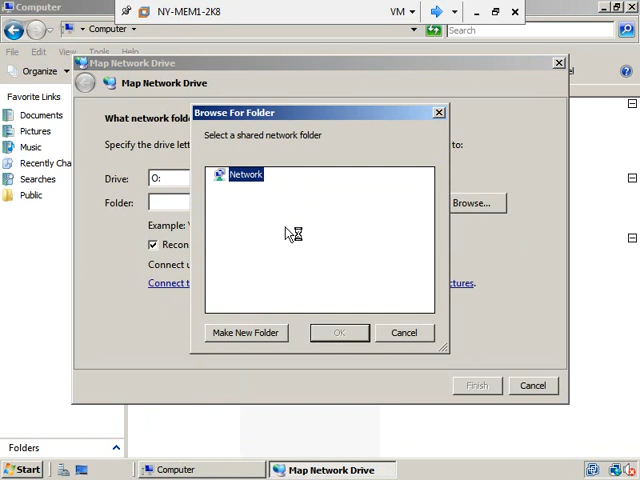 Computer
NY-MEM1-2K8
VM
Computer
Search
File
Edit
View
Tools
Organize
Map Network Drive
Favorite Links
Documents
Pictures
Music
Recently Cha
Searches
Public
Map Network Drive
What network fold
Specify the drive lett
to:
Drive:
O:
Folder:
Browse...
Example:
Recon
Connect u
Connect t
ctures.
Finish
Cancel
Browse For Folder
Select a shared network folder
Network
Make New Folder
OK
Cancel
Folders
Start
Computer
Map Network Drive